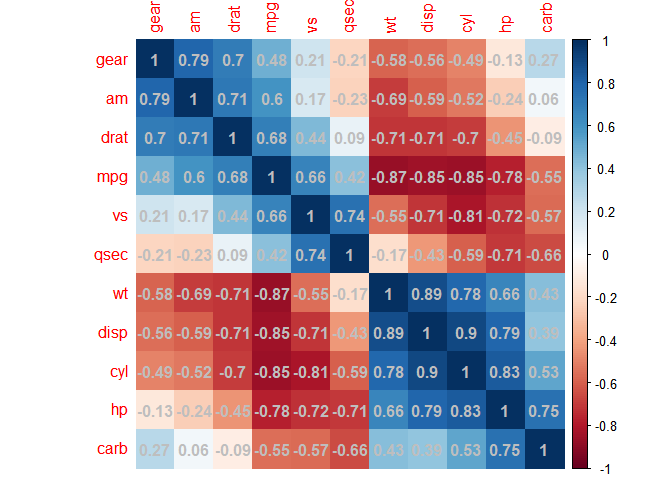 gear am drat mpg vs qsec wt disp cyl hp carb
gear 1 0.79 0.7 0.48 0.21 -0.21 -0.58 -0.56 -0.49 -0.13 0.27
am 0.79 1 0.71 0.6 0.17 -0.23 -0.69 -0.59 -0.52 -0.24 0.06
drat 0.7 0.71 1 0.68 0.44 0.09 -0.71 -0.71 -0.7 -0.45 -0.09
mpg 0.48 0.6 0.68 1 0.66 0.42 -0.87 -0.85 -0.85 -0.78 -0.55
vs 0.21 0.17 0.44 0.66 1 0.74 -0.55 -0.71 -0.81 -0.72 -0.57
qsec -0.21 -0.23 0.09 0.42 0.74 1 -0.17 -0.43 -0.59 -0.71 -0.66
wt -0.58 -0.69 -0.71 -0.87 -0.55 -0.17 1 0.89 0.78 0.66 0.43
disp -0.56 -0.59 -0.71 -0.85 -0.71 -0.43 0.89 1 0.9 0.79 0.39
cyl -0.49 -0.52 -0.7 -0.85 -0.81 -0.59 0.78 0.9 1 0.83 0.53
hp -0.13 -0.24 -0.45 -0.78 -0.72 -0.71 0.66 0.79 0.83 1 0.75
carb 0.27 0.06 -0.09 -0.55 -0.57 -0.66 0.43 0.39 0.53 0.75 1
1
0.8
0.6
0.4
0.2
0
-0.2
-0.4
-0.6
-0.8
-1